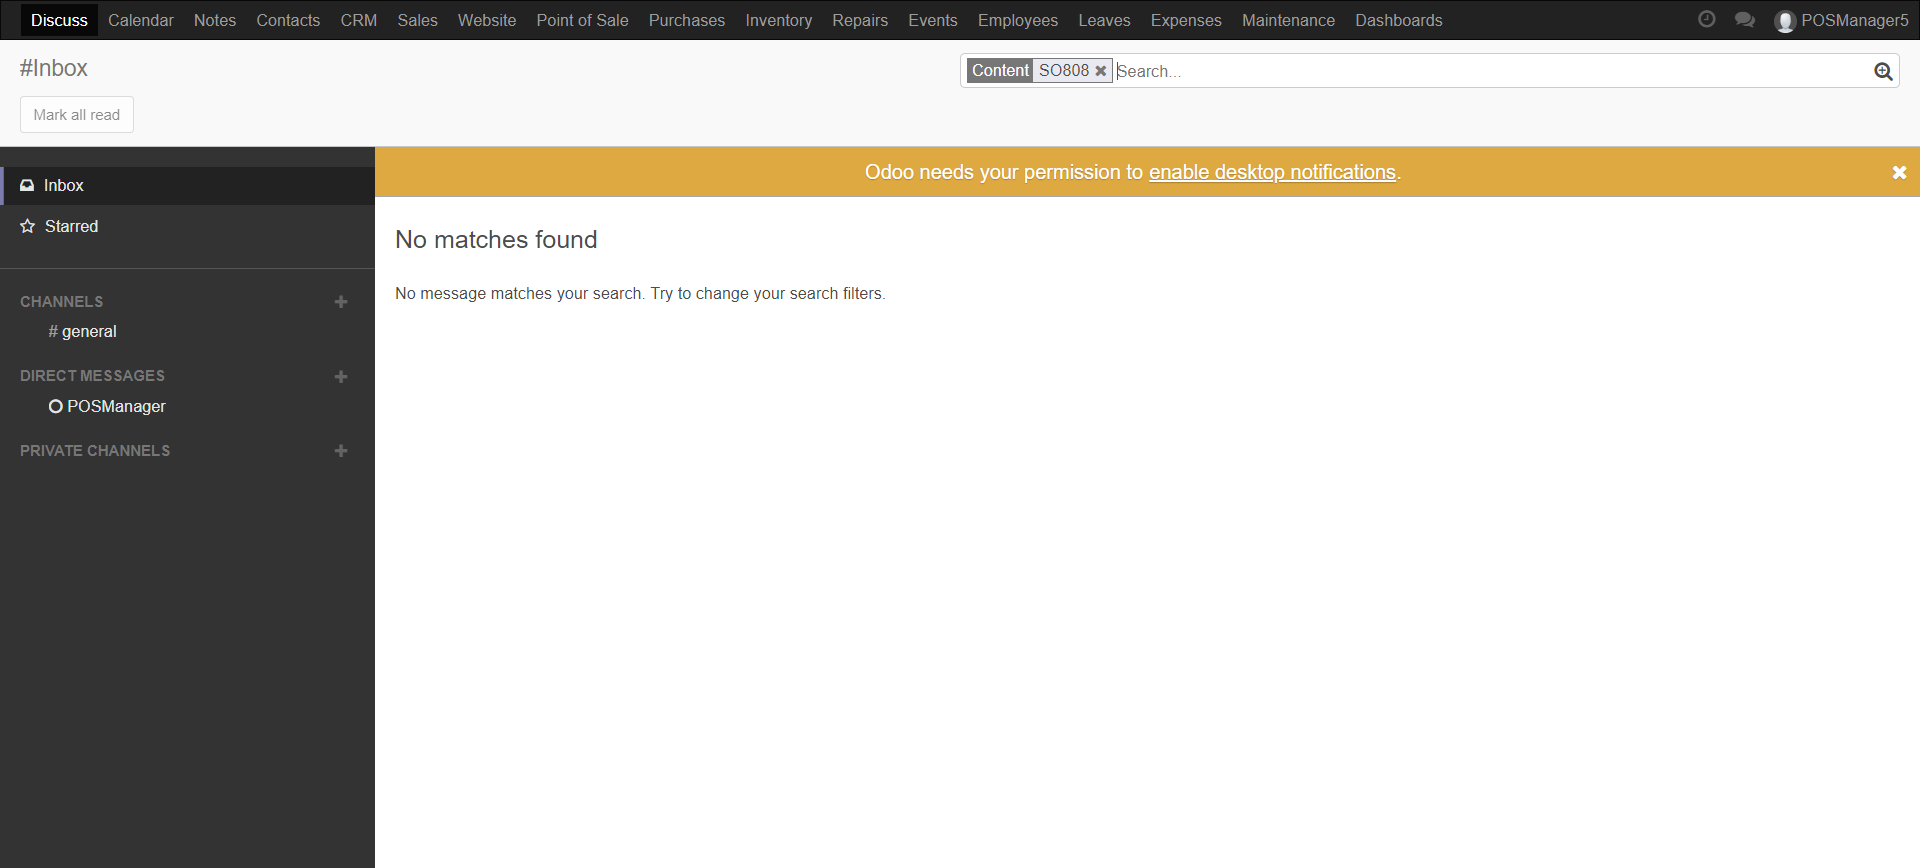 Discuss Calendar Notes Contacts CRM Sales Website Point of Sale Purchases Inventory Repairs Events Employees Leaves Expenses Maintenance Dashboards POSManager5
#Inbox
Content SO808 Search...
Mark all read
Inbox
Starred
CHANNELS
# general
DIRECT MESSAGES
POSManager
PRIVATE CHANNELS
Odoo needs your permission to enable desktop notifications.
No matches found
No message matches your search. Try to change your search filters.